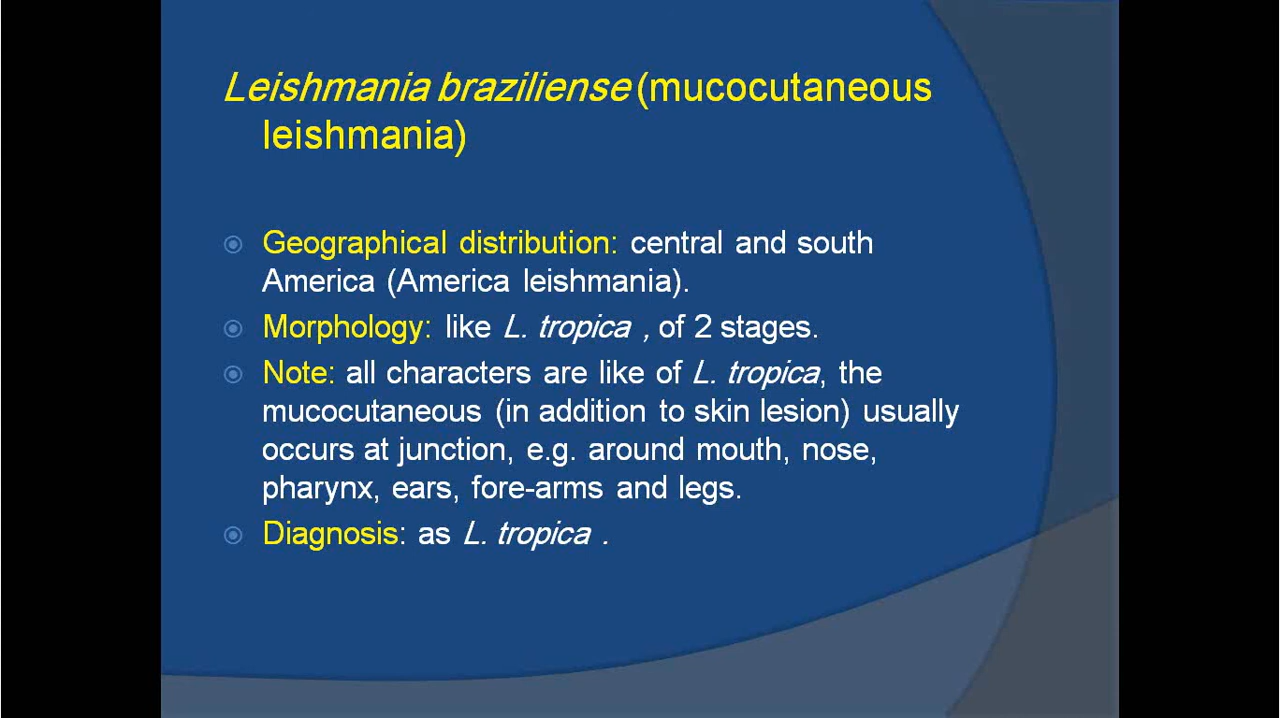 Leishmania braziliense (mucocutaneous
leishmania)
Geographical distribution: central and south
America (America leishmania).
Morphology: like L. tropica , of 2 stages.
Note: all characters are like of L. tropica, the
mucocutaneous (in addition to skin lesion) usually
occurs at junction, e.g. around mouth, nose,
pharynx, ears, fore-arms and legs.
Diagnosis: as L. tropica .